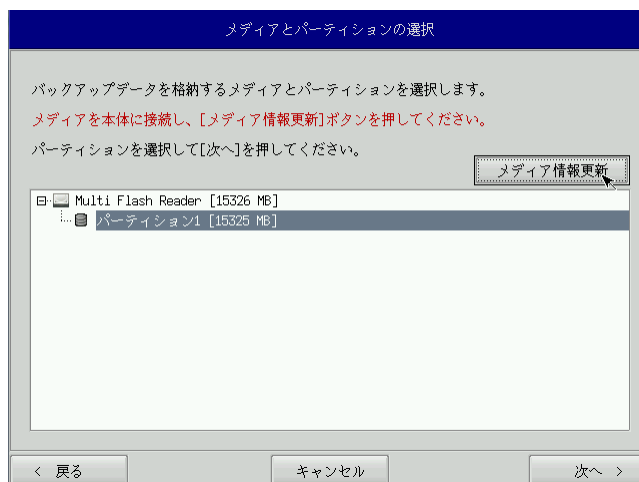 メディアとパーティションの選択
バックアップデータを格納するメディアとパーティションを選択します。
メディアを本体に接続し、[メディア情報更新]ボタンを押してください。
パーティションを選択して[次へ]を押してください。
メディア情報更新
Multi Flash Reader [15326 MB]
パーティション1 [15325 MB]
< 戻る
キャンセル
次へ >